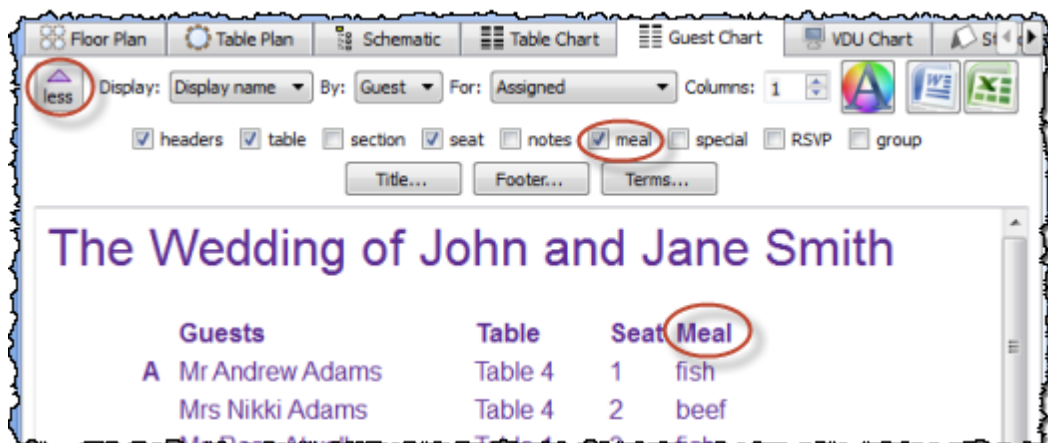 Floor Plan Table Plan Schematic Table Chart Guest Chart VDU Chart
less Display: Display name By: Guest For: Assigned Columns: 1
headers table section seat notes meal special RSVP group
Title... Footer... Terms...
The Wedding of John and Jane Smith
Guests Table Seat Meal
A Mr Andrew Adams Table 4 1 fish
Mrs Nikki Adams Table 4 2 beef